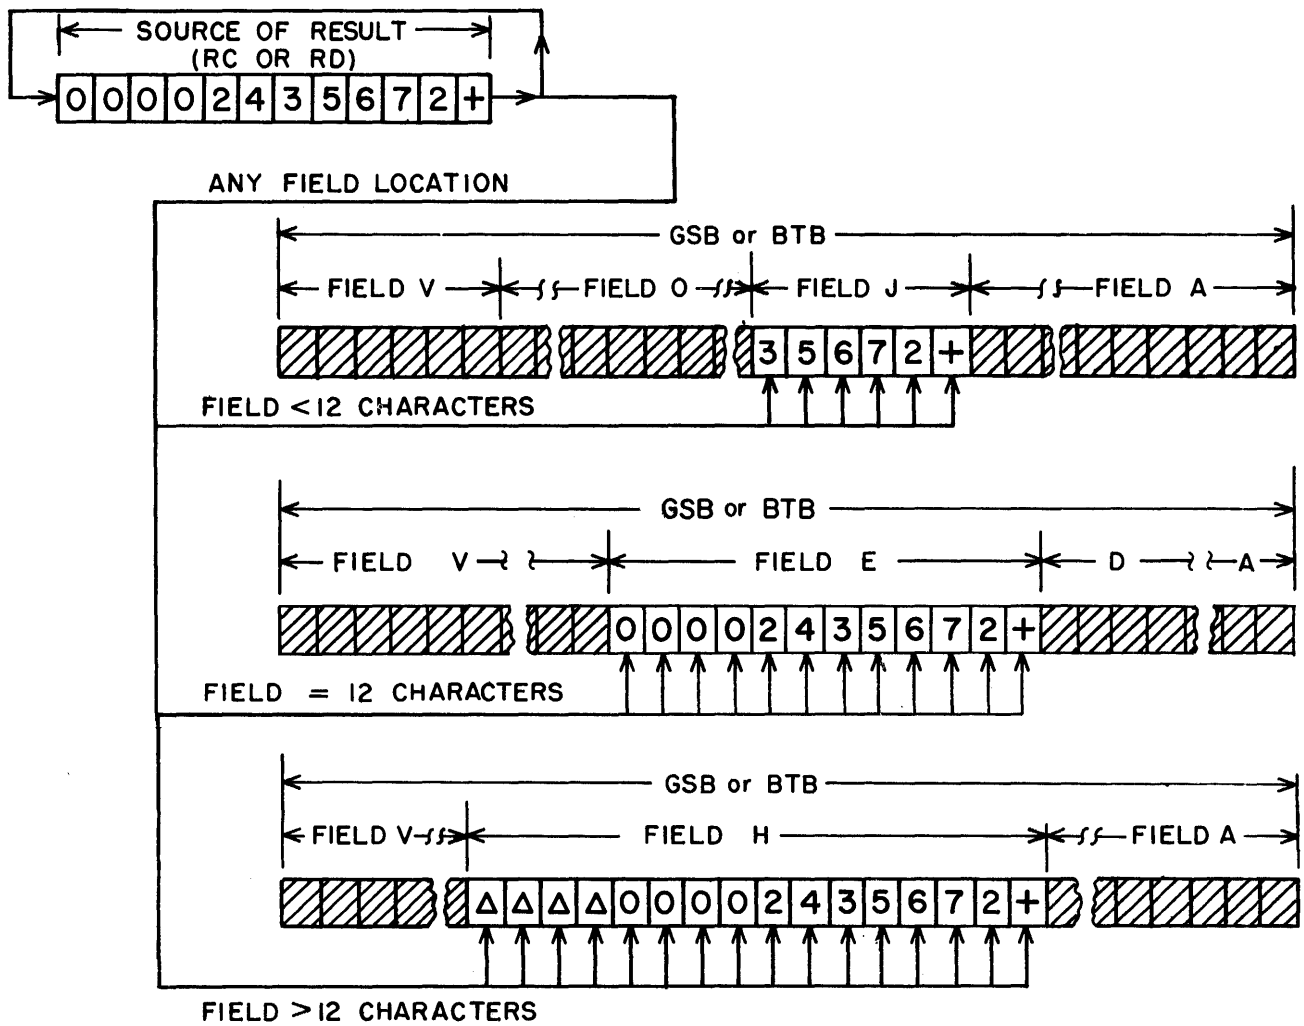 SOURCE OF RESULT
(RC OR RD)
0 0 0 0 2 4 3 5 6 7 2 +
ANY FIELD LOCATION
GSB or BTB
FIELD V FIELD O FIELD J FIELD A
3 5 6 7 2 +
FIELD < 12 CHARACTERS
GSB or BTB
FIELD V FIELD E D A
0 0 0 0 2 4 3 5 6 7 2 +
FIELD = 12 CHARACTERS
GSB or BTB
FIELD V FIELD H FIELD A
Δ Δ Δ Δ 0 0 0 0 2 4 3 5 6 7 2 +
FIELD > 12 CHARACTERS